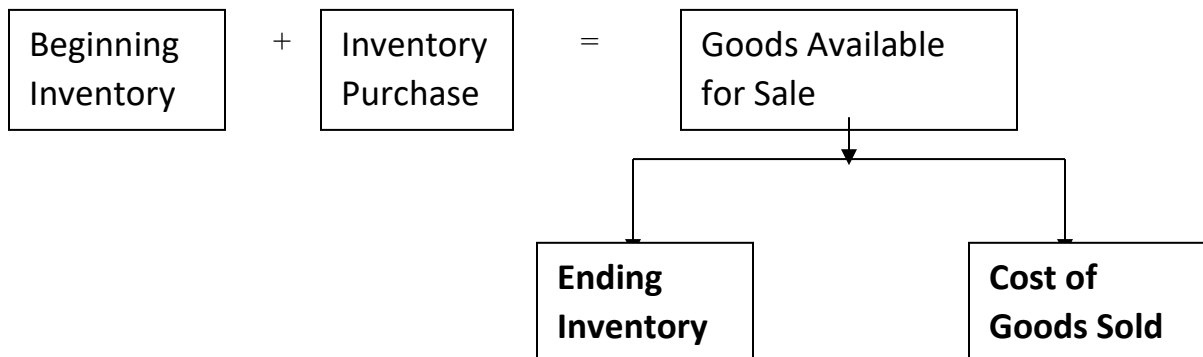 Beginning
Inventory
+
Inventory
Purchase
=
Goods Available
for Sale
Ending
Inventory
Cost of
Goods Sold